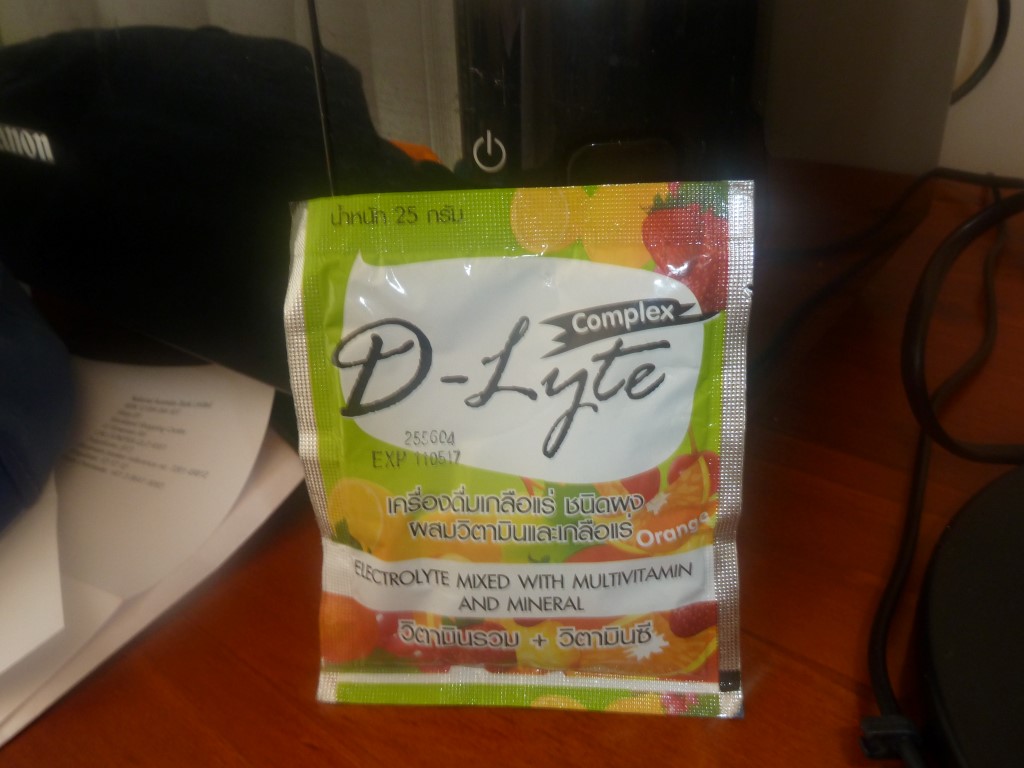 น้ำหนัก 25 กรัม
Complex
D-Lyte
255604
EXP 110517
เครื่องดื่มเกลือแร่ ชนิดผง
ผสมวิตามินและเกลือแร่
Orange
ELECTROLYTE MIXED WITH MULTIVITAMIN
AND MINERAL
วิตามินรวม + วิตามินซี